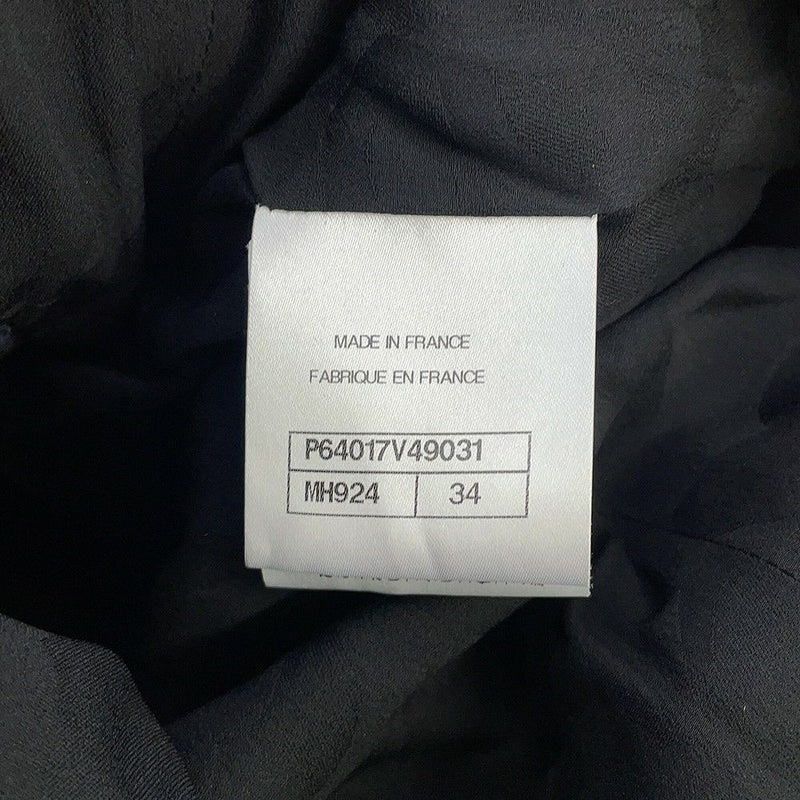 MADE IN FRANCE
FABRIQUE EN FRANCE
P64017V49031
MH924 34